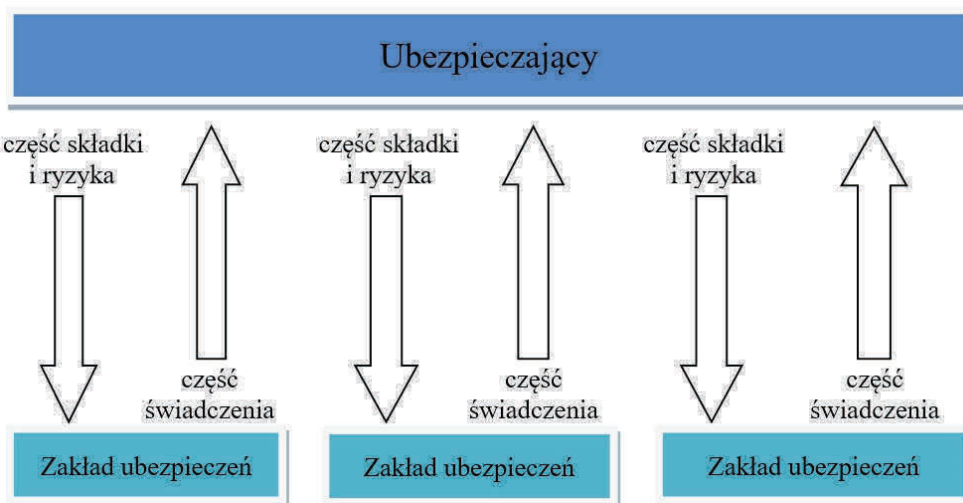 Ubezpieczający
część składki
i ryzyka
część składki
i ryzyka
część składki
i ryzyka
część
świadczenia
część
świadczenia
część
świadczenia
Zakład ubezpieczeń
Zakład ubezpieczeń
Zakład ubezpieczeń